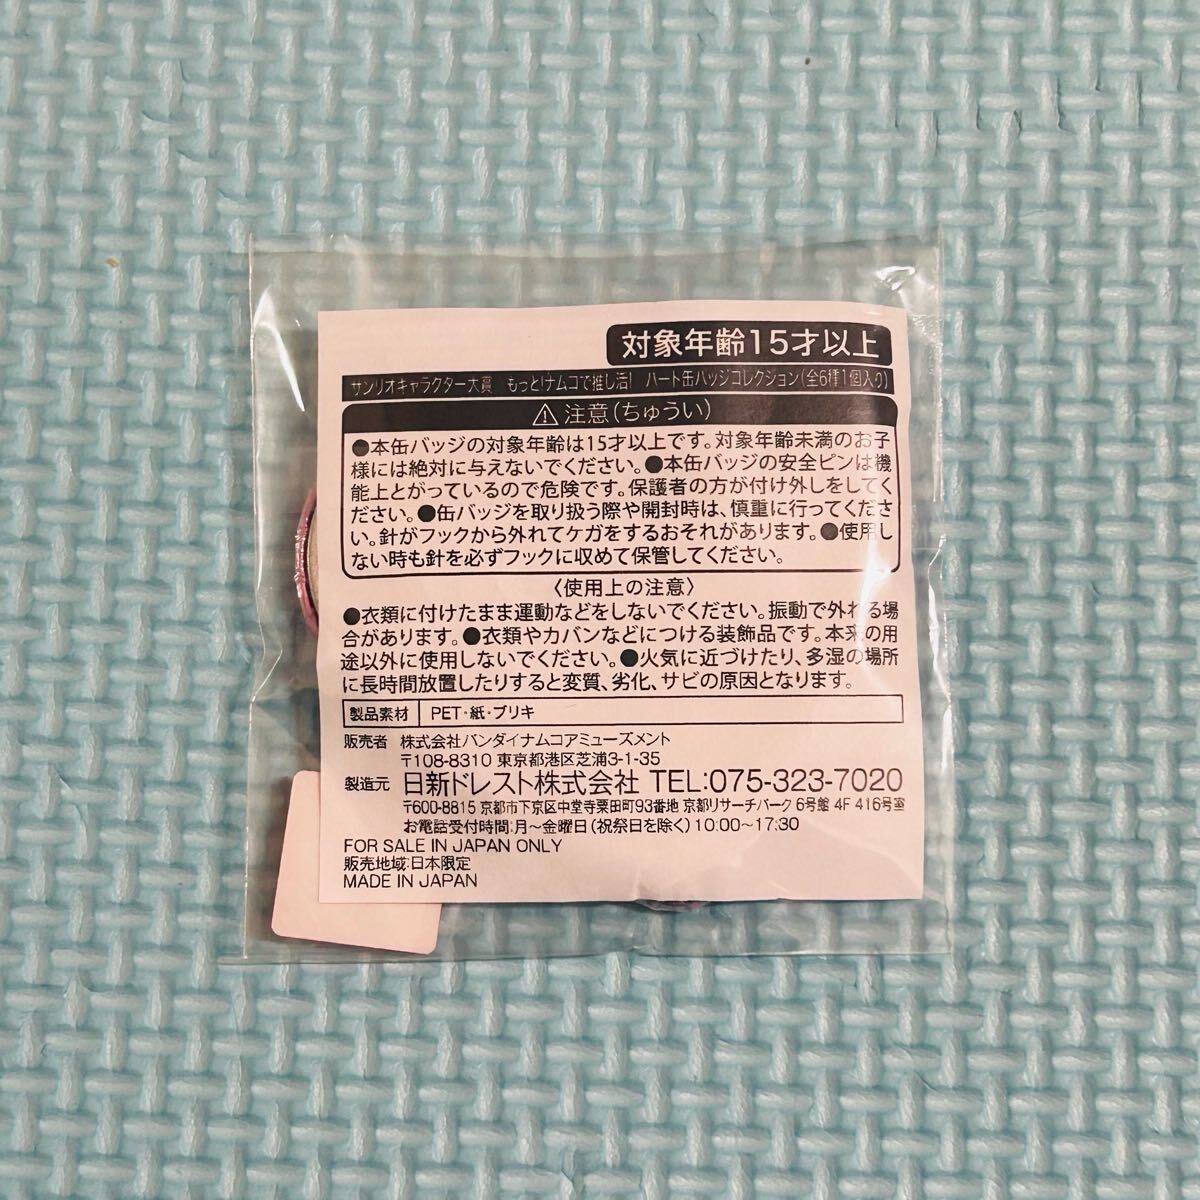 対象年齢15才以上
サンリオキャラクター大賞 もっと!ナムコで推し活! ハート缶バッジコレクション(全6種1個入り)
⚠注意(ちゅうい)
●本缶バッジの対象年齢は15才以上です。対象年齢未満のお子
様には絶対に与えないでください。●本缶バッジの安全ピンは機
能上とがっているので危険です。保護者の方が付け外しをしてく
ださい。●缶バッジを取り扱う際や開封時は、慎重に行ってくださ
い。針がフックから外れてケガをするおそれがあります。●使用し
ない時も針を必ずフックに収めて保管してください。
〈使用上の注意〉
●衣類に付けたまま運動などをしないでください。振動で外れる場
合があります。●衣類やカバンなどにつける装飾品です。本来の用
途以外に使用しないでください。●火気に近づけたり、多湿の場所
に長時間放置したりすると変質、劣化、サビの原因となります。
製品素材 PET・紙・ブリキ
販売者 株式会社バンダイナムコアミューズメント
〒108-8310 東京都港区芝浦3-1-35
製造元 日新ドレスト株式会社 TEL:075-323-7020
〒600-8815 京都市下京区中堂寺粟田町93番地 京都リサーチパーク 6号館 4F 416号室
お電話受付時間:月～金曜日(祝祭日を除く)10:00～17:30
FOR SALE IN JAPAN ONLY
販売地域:日本限定
MADE IN JAPAN